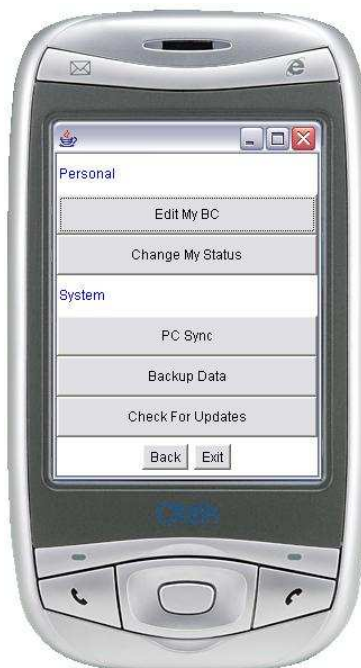 Personal
Edit My BC
Change My Status
System
PC Sync
Backup Data
Check For Updates
Back Exit